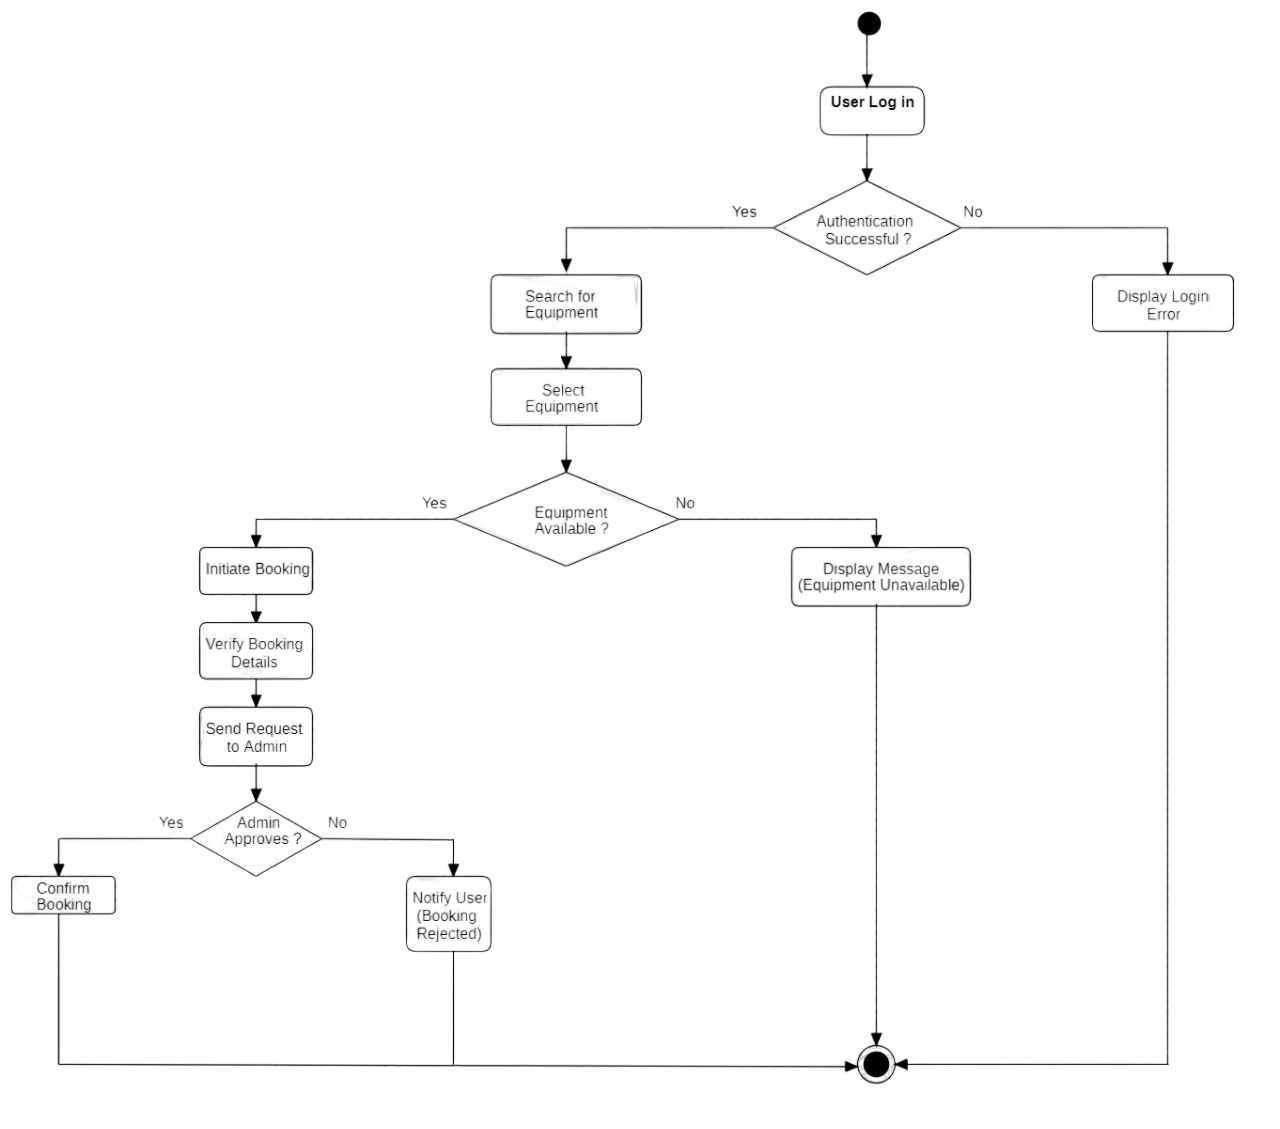 User Log in
Yes
No
Authentication
Successful ?
Search for
Equipment
Display Login
Error
Select
Equipment
Yes
No
Equipment
Available ?
Initiate Booking
Display Message
(Equipment Unavailable)
Verify Booking
Details
Send Request
to Admin
Yes
No
Admin
Approves ?
Confirm
Booking
Notify User
(Booking
Rejected)